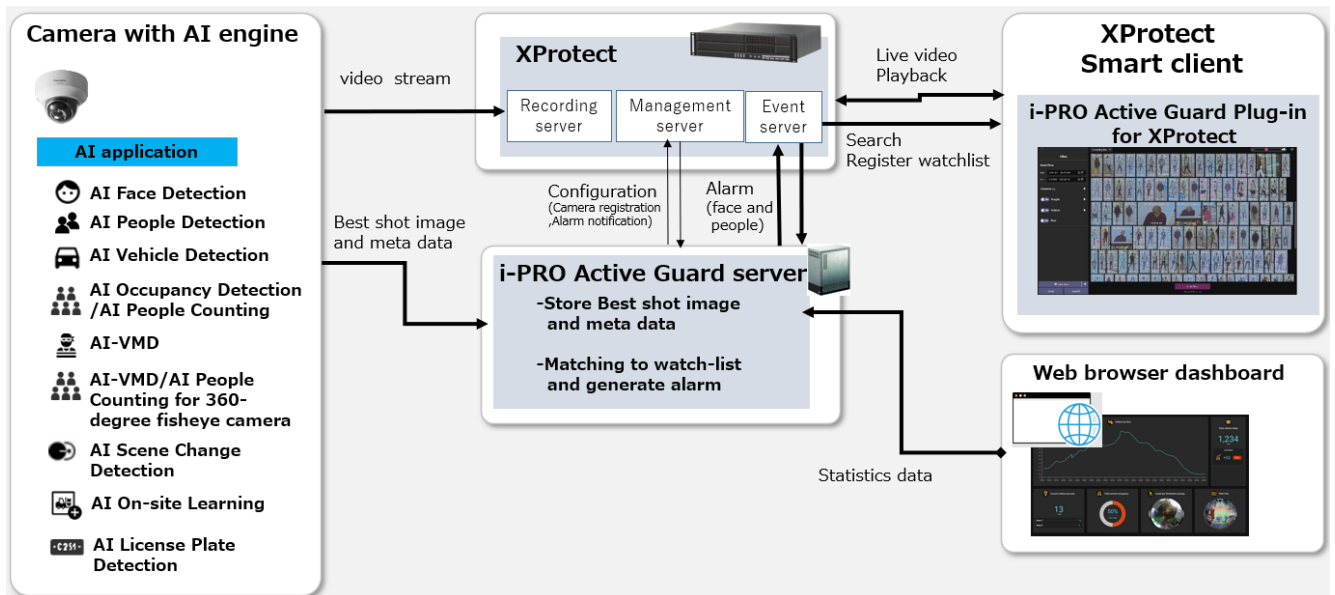 Camera with AI engine
AI application
AI Face Detection
AI People Detection
AI Vehicle Detection
AI Occupancy Detection
/AI People Counting
AI-VMD
AI-VMD/AI People
Counting for 360-
degree fisheye camera
AI Scene Change
Detection
AI On-site Learning
AI License Plate
Detection
video stream
Best shot image
and meta data
XProtect
Recording
server
Management
server
Event
server
Configuration
(Camera registration
,Alarm notification)
Alarm
(face and
people)
i-PRO Active Guard server
-Store Best shot image
and meta data
-Matching to watch-list
and generate alarm
Live video
Playback
Search
Register watchlist
Statistics data
XProtect
Smart client
i-PRO Active Guard Plug-in
for XProtect
Web browser dashboard
1,234
13
50%